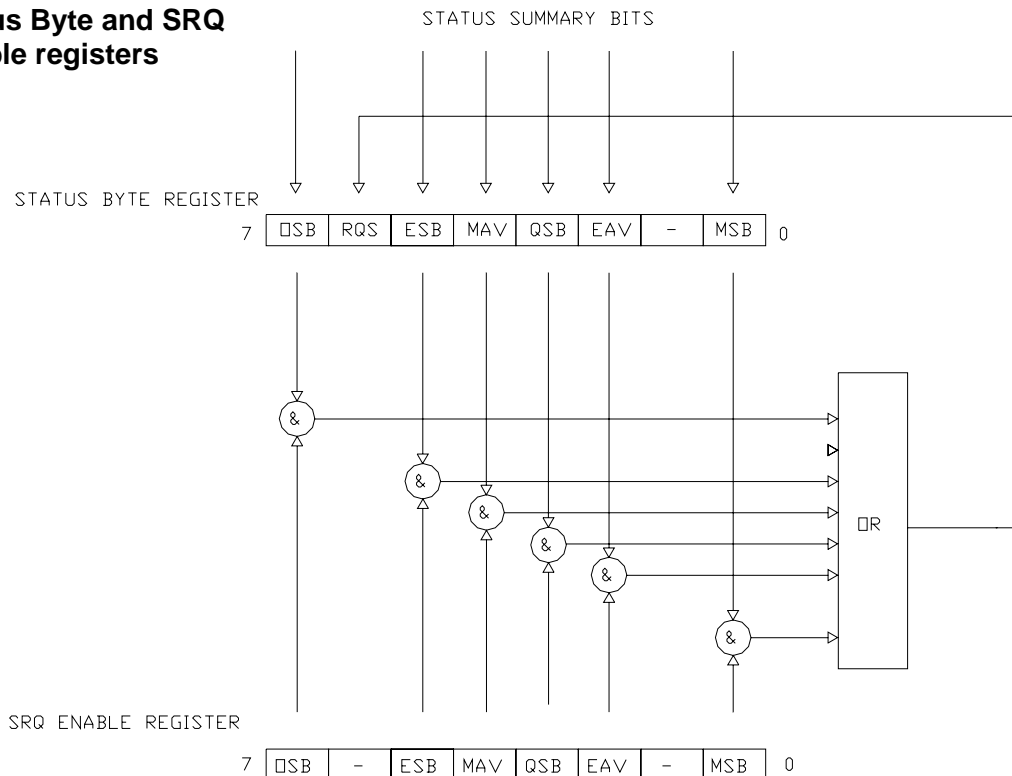 us Byte and SRQ
ble registers
STATUS SUMMARY BITS
STATUS BYTE REGISTER
7 OSB RQS ESB MAV QSB EAV - MSB 0
&
&
&
&
&
&
OR
SRQ ENABLE REGISTER
7 OSB - ESB MAV QSB EAV - MSB 0